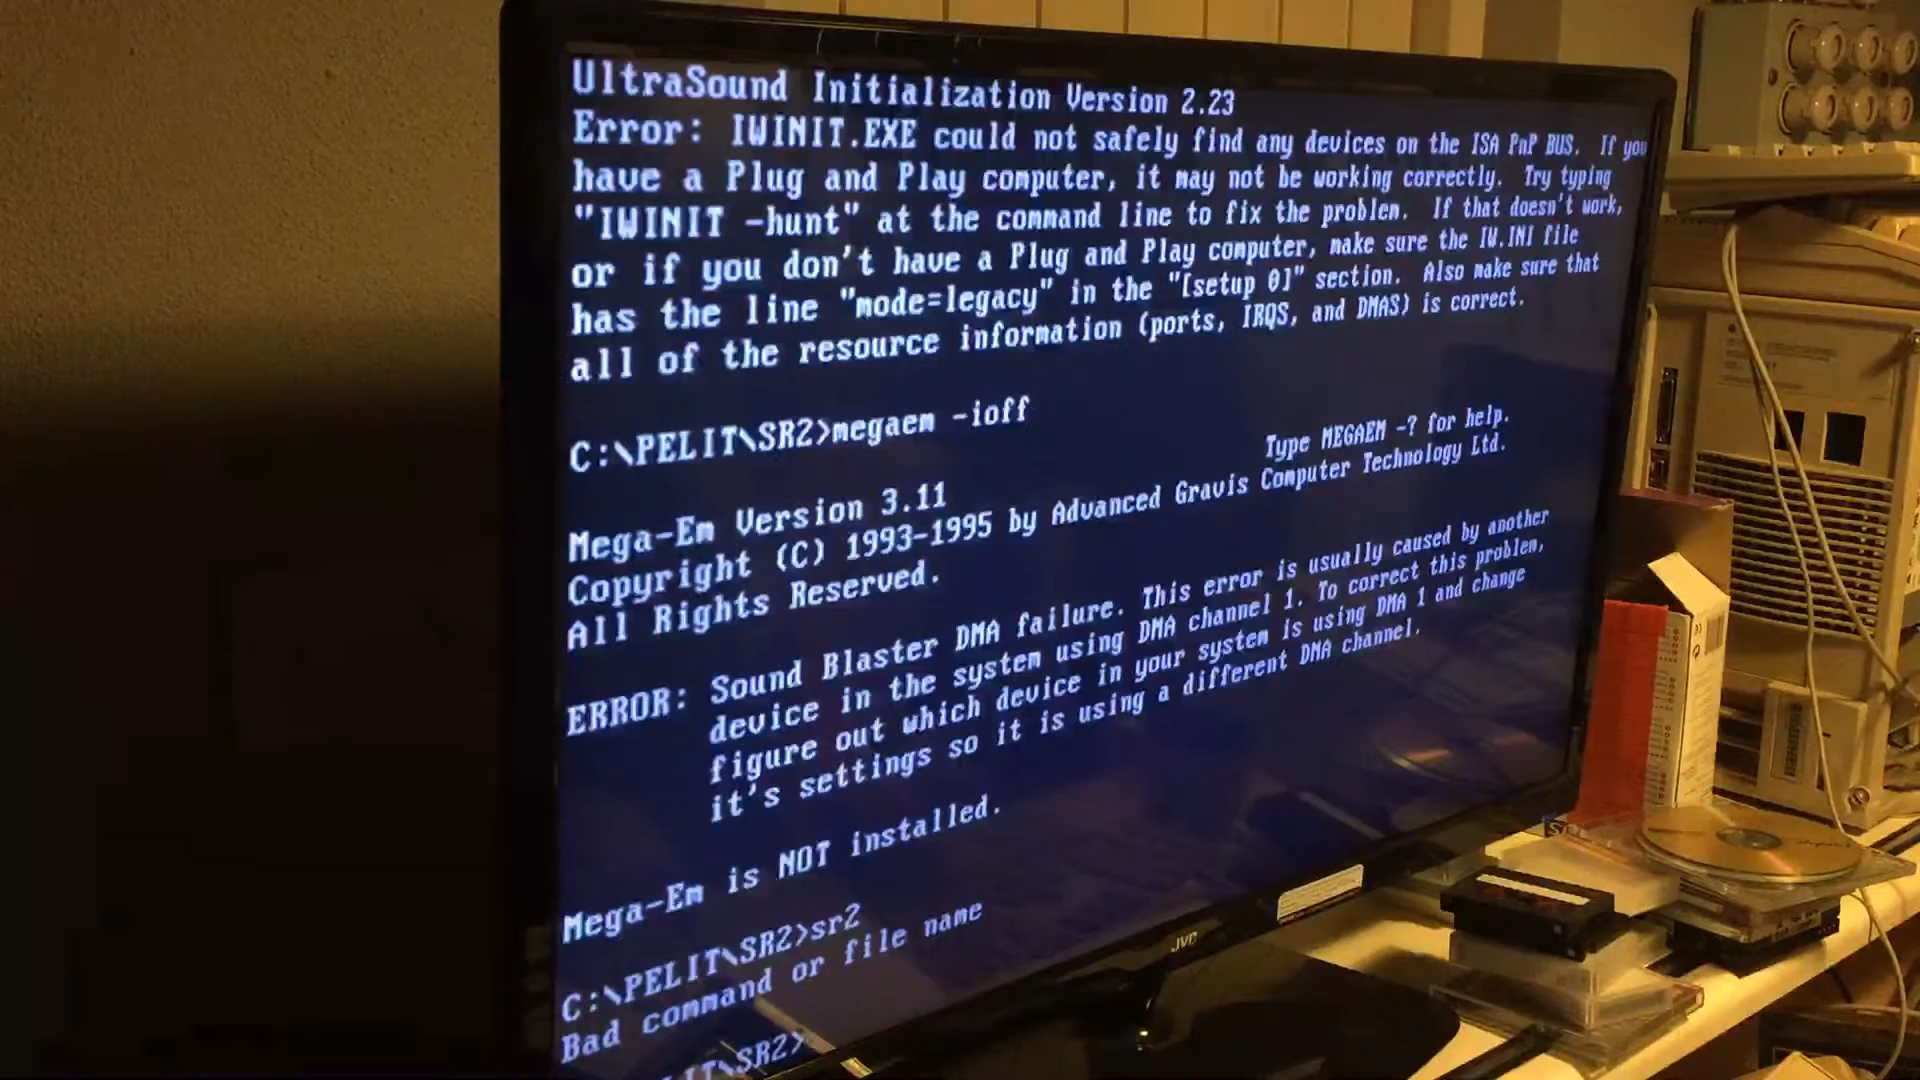 UltraSound Initialization Version 2.23
Error: IWINIT.EXE could not safely find any devices on the ISA PnP BUS. If you
have a Plug and Play computer, it may not be working correctly. Try typing
"IWINIT -hunt" at the command line to fix the problem. If that doesn't work,
or if you don't have a Plug and Play computer, make sure the IW.INI file
has the line "mode=legacy" in the "[setup 0]" section. Also make sure that
all of the resource information (ports, IRQS, and DMAS) is correct.
C:\PELIT\SR2>megaem -ioff
Mega-Em Version 3.11 Type MEGAEM -? for help.
Copyright (C) 1993-1995 by Advanced Gravis Computer Technology Ltd.
All Rights Reserved.
ERROR: Sound Blaster DMA failure. This error is usually caused by another
device in the system using DMA channel 1. To correct this problem,
figure out which device in your system is using DMA 1 and change
it's settings so it is using a different DMA channel.
Mega-Em is NOT installed.
C:\PELIT\SR2>sr2
Bad command or file name
LIT\SR2>
JVC